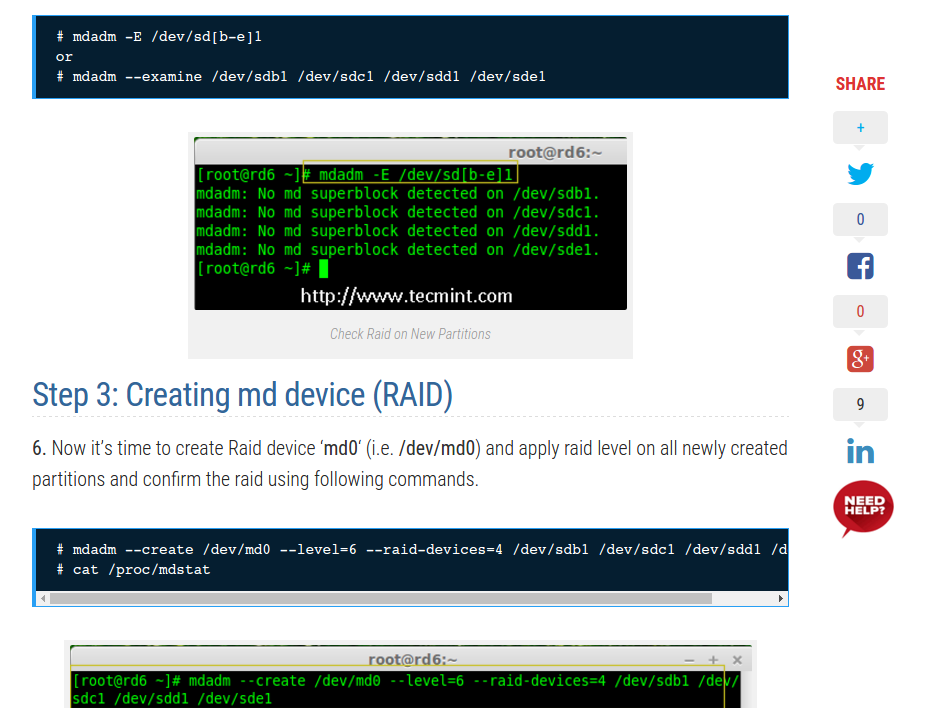 # mdadm -E /dev/sd[b-e]1
or
# mdadm --examine /dev/sdb1 /dev/sdc1 /dev/sdd1 /dev/sde1
root@rd6:~
[root@rd6 ~]# mdadm -E /dev/sd[b-e]1
mdadm: No md superblock detected on /dev/sdb1.
mdadm: No md superblock detected on /dev/sdc1.
mdadm: No md superblock detected on /dev/sdd1.
mdadm: No md superblock detected on /dev/sde1.
[root@rd6 ~]#
http://www.tecmint.com
Check Raid on New Partitions
Step 3: Creating md device (RAID)
6. Now it’s time to create Raid device ‘md0‘ (i.e. /dev/md0) and apply raid level on all newly created
partitions and confirm the raid using following commands.
# mdadm --create /dev/md0 --level=6 --raid-devices=4 /dev/sdb1 /dev/sdc1 /dev/sdd1 /d
# cat /proc/mdstat
root@rd6:~
[root@rd6 ~]# mdadm --create /dev/md0 --level=6 --raid-devices=4 /dev/sdb1 /dev/
sdc1 /dev/sdd1 /dev/sde1
SHARE
+
0
0
g+
9
in
NEED
HELP?